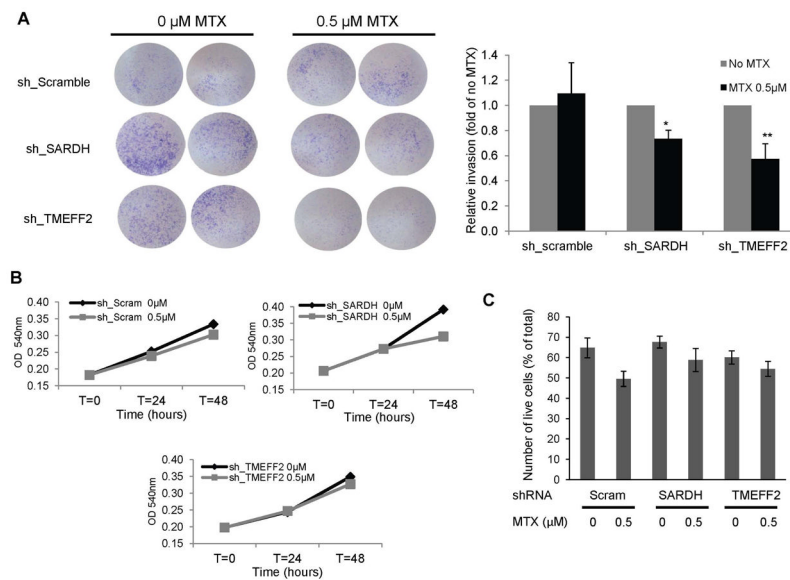 A
0 µM MTX
0.5 µM MTX
sh_Scramble
sh_SARDH
sh_TMEFF2
Relative invasion (fold of no MTX)
1.4
1.2
1.0
0.8
0.6
0.4
0.2
0.0
No MTX
MTX 0.5µM
*
**
sh_scramble
sh_SARDH
sh_TMEFF2
B
sh_Scram 0µM
sh_Scram 0.5µM
OD 540nm
0.40
0.35
0.30
0.25
0.20
0.15
T=0
T=24
T=48
Time (hours)
sh_SARDH 0µM
sh_SARDH 0.5µM
OD 540nm
0.40
0.35
0.30
0.25
0.20
0.15
T=0
T=24
T=48
Time (hours)
sh_TMEFF2 0µM
sh_TMEFF2 0.5µM
OD 540nm
0.40
0.35
0.30
0.25
0.20
0.15
T=0
T=24
T=48
Time (hours)
C
Number of live cells (% of total)
80
70
60
50
40
30
20
10
0
shRNA
Scram
SARDH
TMEFF2
MTX (µM)
0
0.5
0
0.5
0
0.5